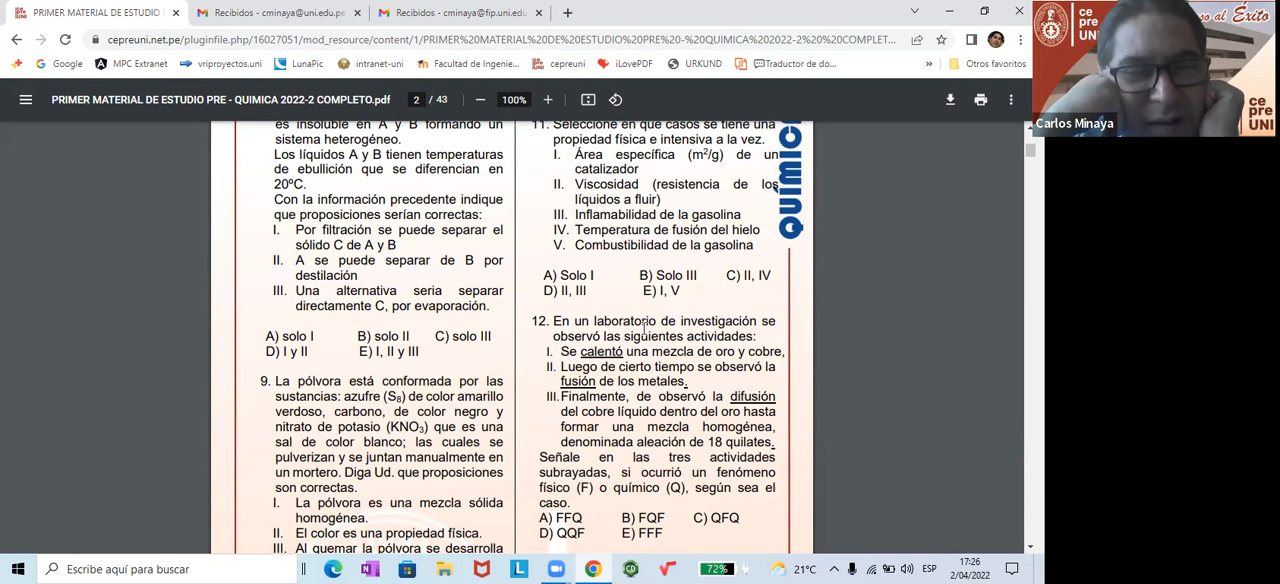 PRIMER MATERIAL DE ESTUDIO
Recibidos - cminaya@uni.edu.pe
Recibidos - cminaya@fip.uni.edu
cepreuni.net.pe/pluginfile.php/16027051/mod_resource/content/1/PRIMER%20MATERIAL%20DE%20ESTUDIO%20PRE%20-%20QUIMICA%202022-2%20%20COMPLET...
Google
MPC Extranet
vriproyectos.uni
LunaPic
intranet-uni
Facultad de Ingenie...
cepreuni
iLovePDF
URKUND
Traductor de do...
»
Otros favoritos
PRIMER MATERIAL DE ESTUDIO PRE - QUIMICA 2022-2 COMPLETO.pdf
2 / 43
100%
es insoluble en A y B formando un
sistema heterogéneo.
Los líquidos A y B tienen temperaturas
de ebullición que se diferencian en
20ºC.
Con la información precedente indique
que proposiciones serían correctas:
I. Por filtración se puede separar el
sólido C de A y B
II. A se puede separar de B por
destilación
III. Una alternativa seria separar
directamente C, por evaporación.
A) solo I B) solo II C) solo III
D) I y II E) I, II y III
9. La pólvora está conformada por las
sustancias: azufre (S₈) de color amarillo
verdoso, carbono, de color negro y
nitrato de potasio (KNO₃) que es una
sal de color blanco; las cuales se
pulverizan y se juntan manualmente en
un mortero. Diga Ud. que proposiciones
son correctas.
I. La pólvora es una mezcla sólida
homogénea.
II. El color es una propiedad física.
III. Al quemar la pólvora se desarrolla
11. Seleccione en que casos se tiene una
propiedad física e intensiva a la vez.
I. Área específica (m²/g) de un
catalizador
II. Viscosidad (resistencia de los
líquidos a fluir)
III. Inflamabilidad de la gasolina
IV. Temperatura de fusión del hielo
V. Combustibilidad de la gasolina
A) Solo I B) Solo III C) II, IV
D) II, III E) I, V
12. En un laboratorio de investigación se
observó las siguientes actividades:
I. Se calentó una mezcla de oro y cobre,
II. Luego de cierto tiempo se observó la
fusión de los metales.
III. Finalmente, de observó la difusión
del cobre líquido dentro del oro hasta
formar una mezcla homogénea,
denominada aleación de 18 quilates.
Señale en las tres actividades
subrayadas, si ocurrió un fenómeno
físico (F) o químico (Q), según sea el
caso.
A) FFQ B) FQF C) QFQ
D) QQF E) FFF
Químic
ce
pre
UNI
so al Éxito
Carlos Minaya
ce
pre
UNI
Escribe aquí para buscar
72%
21°C
ESP
17:26
2/04/2022